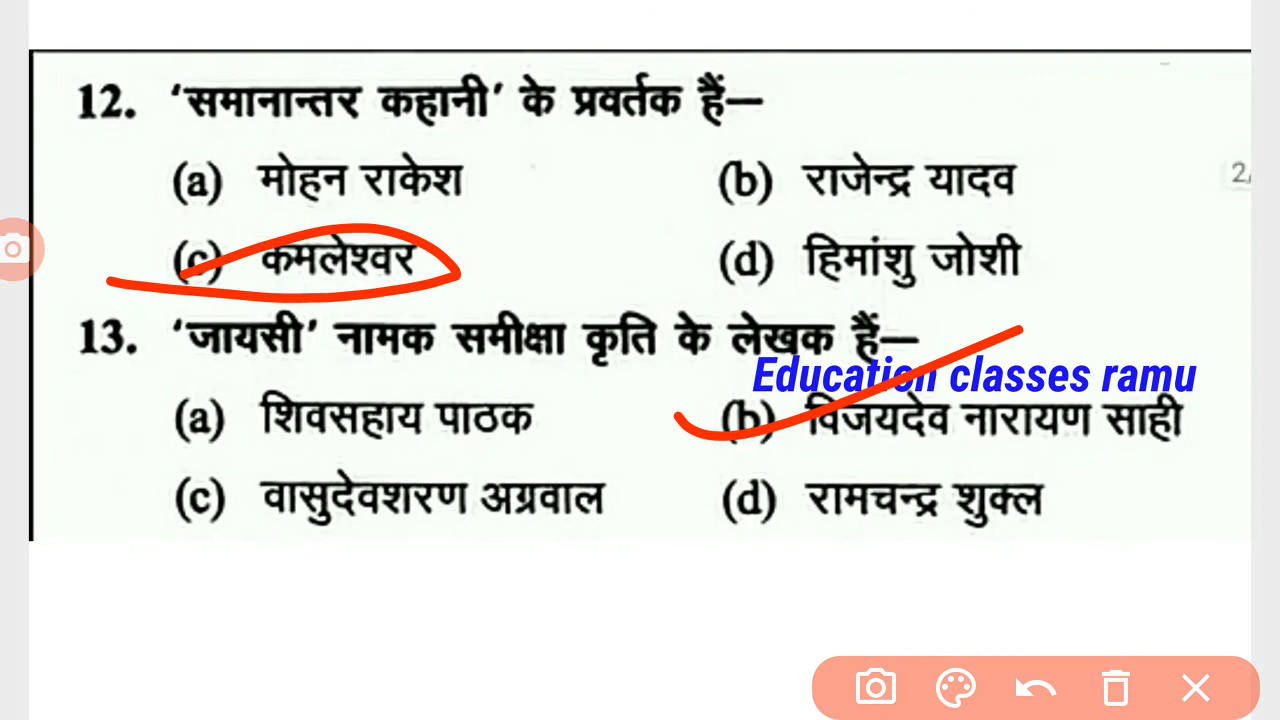 12. ‘समानान्तर कहानी’ के प्रवर्तक हैं—
(a) मोहन राकेश (b) राजेन्द्र यादव
2/
(c) कमलेश्वर (d) हिमांशु जोशी
13. ‘जायसी’ नामक समीक्षा कृति के लेखक हैं—
Education classes ramu
(a) शिवसहाय पाठक (b) विजयदेव नारायण साही
(c) वासुदेवशरण अग्रवाल (d) रामचन्द्र शुक्ल